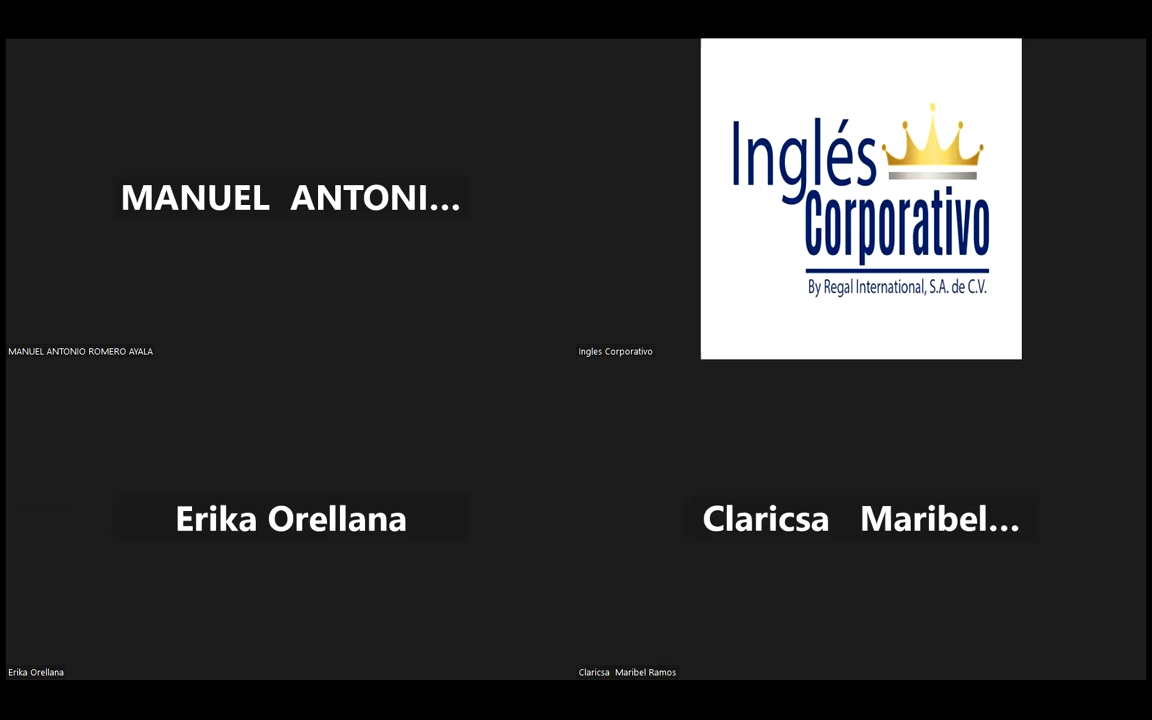 MANUEL  ANTONI...
MANUEL ANTONIO ROMERO AYALA
Inglés
Corporativo
By Regal International, S.A. de C.V.
Ingles Corporativo
Erika Orellana
Erika Orellana
Claricsa   Maribel...
Claricsa  Maribel Ramos